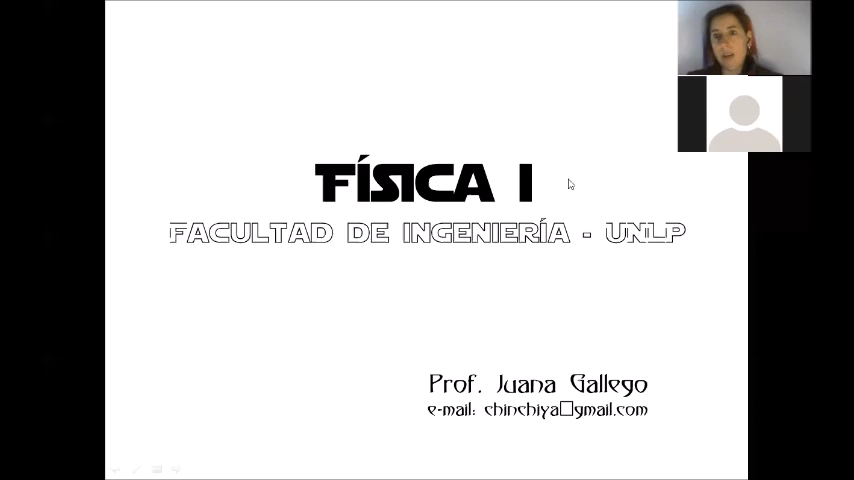 FÍSICA I
FACULTAD DE INGENIERÍA - UNLP
Prof. Juana Gallego
e-mail: chinchiya□gmail.com